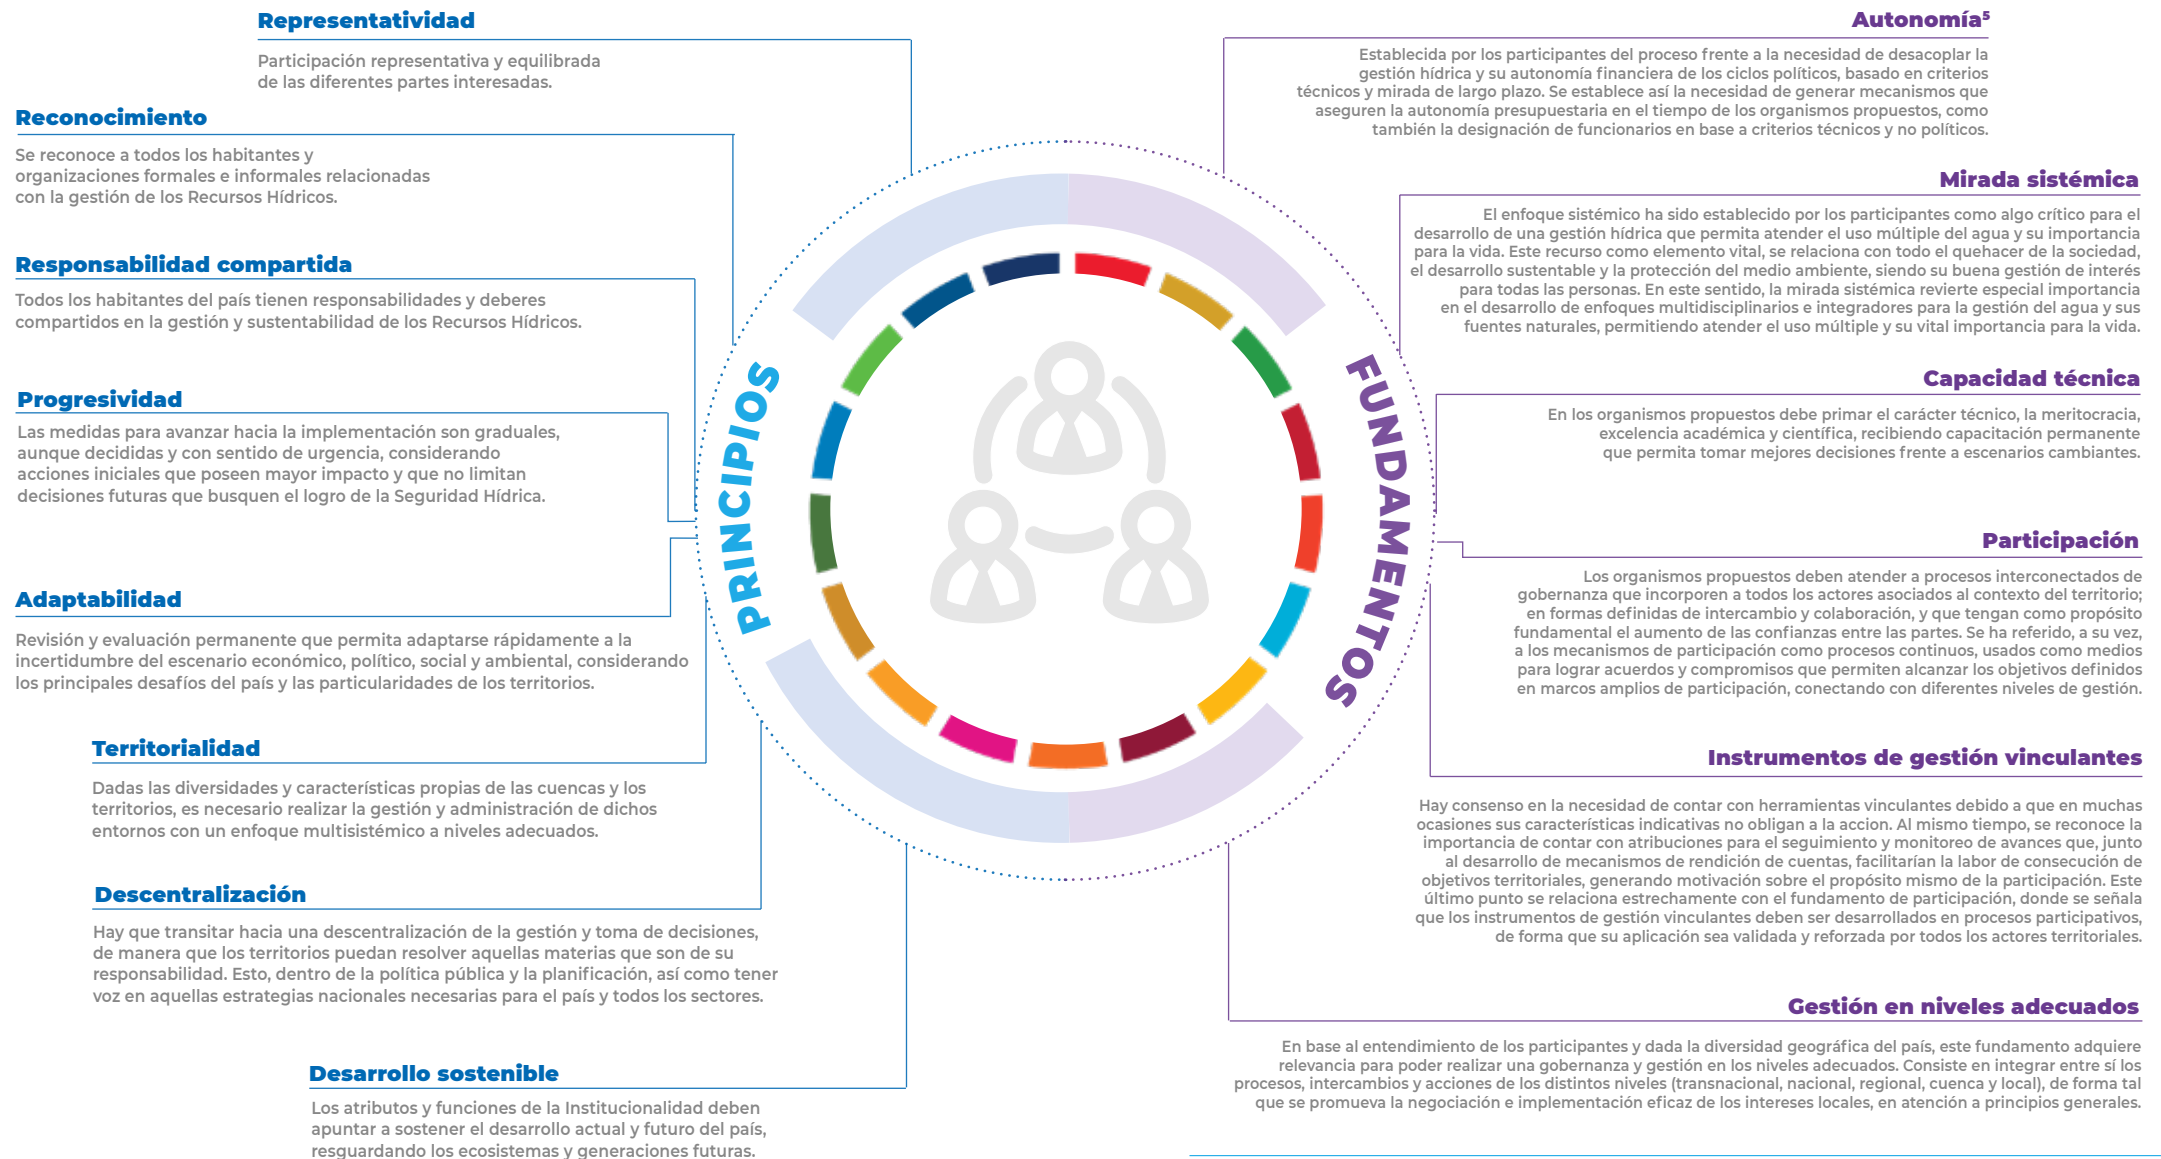 Representatividad
Participación representativa y equilibrada
de las diferentes partes interesadas.
Reconocimiento
Se reconoce a todos los habitantes y
organizaciones formales e informales relacionadas
con la gestión de los Recursos Hídricos.
Responsabilidad compartida
Todos los habitantes del país tienen responsabilidades y deberes
compartidos en la gestión y sustentabilidad de los Recursos Hídricos.
Progresividad
Las medidas para avanzar hacia la implementación son graduales,
aunque decididas y con sentido de urgencia, considerando
acciones iniciales que poseen mayor impacto y que no limitan
decisiones futuras que busquen el logro de la Seguridad Hídrica.
Adaptabilidad
Revisión y evaluación permanente que permita adaptarse rápidamente a la
incertidumbre del escenario económico, político, social y ambiental, considerando
los principales desafíos del país y las particularidades de los territorios.
Territorialidad
Dadas las diversidades y características propias de las cuencas y los
territorios, es necesario realizar la gestión y administración de dichos
entornos con un enfoque multisistémico a niveles adecuados.
Descentralización
Hay que transitar hacia una descentralización de la gestión y toma de decisiones,
de manera que los territorios puedan resolver aquellas materias que son de su
responsabilidad. Esto, dentro de la política pública y la planificación, así como tener
voz en aquellas estrategias nacionales necesarias para el país y todos los sectores.
Desarrollo sostenible
Los atributos y funciones de la Institucionalidad deben
apuntar a sostener el desarrollo actual y futuro del país,
resguardando los ecosistemas y generaciones futuras.
PRINCIPIOS
FUNDAMENTOS
Autonomía⁵
Establecida por los participantes del proceso frente a la necesidad de desacoplar la
gestión hídrica y su autonomía financiera de los ciclos políticos, basado en criterios
técnicos y mirada de largo plazo. Se establece así la necesidad de generar mecanismos que
aseguren la autonomía presupuestaria en el tiempo de los organismos propuestos, como
también la designación de funcionarios en base a criterios técnicos y no políticos.
Mirada sistémica
El enfoque sistémico ha sido establecido por los participantes como algo crítico para el
desarrollo de una gestión hídrica que permita atender el uso múltiple del agua y su importancia
para la vida. Este recurso como elemento vital, se relaciona con todo el quehacer de la sociedad,
el desarrollo sustentable y la protección del medio ambiente, siendo su buena gestión de interés
para todas las personas. En este sentido, la mirada sistémica revierte especial importancia
en el desarrollo de enfoques multidisciplinarios e integradores para la gestión del agua y sus
fuentes naturales, permitiendo atender el uso múltiple y su vital importancia para la vida.
Capacidad técnica
En los organismos propuestos debe primar el carácter técnico, la meritocracia,
excelencia académica y científica, recibiendo capacitación permanente
que permita tomar mejores decisiones frente a escenarios cambiantes.
Participación
Los organismos propuestos deben atender a procesos interconectados de
gobernanza que incorporen a todos los actores asociados al contexto del territorio;
en formas definidas de intercambio y colaboración, y que tengan como propósito
fundamental el aumento de las confianzas entre las partes. Se ha referido, a su vez,
a los mecanismos de participación como procesos continuos, usados como medios
para lograr acuerdos y compromisos que permiten alcanzar los objetivos definidos
en marcos amplios de participación, conectando con diferentes niveles de gestión.
Instrumentos de gestión vinculantes
Hay consenso en la necesidad de contar con herramientas vinculantes debido a que en muchas
ocasiones sus características indicativas no obligan a la accion. Al mismo tiempo, se reconoce la
importancia de contar con atribuciones para el seguimiento y monitoreo de avances que, junto
al desarrollo de mecanismos de rendición de cuentas, facilitarían la labor de consecución de
objetivos territoriales, generando motivación sobre el propósito mismo de la participación. Este
último punto se relaciona estrechamente con el fundamento de participación, donde se señala
que los instrumentos de gestión vinculantes deben ser desarrollados en procesos participativos,
de forma que su aplicación sea validada y reforzada por todos los actores territoriales.
Gestión en niveles adecuados
En base al entendimiento de los participantes y dada la diversidad geográfica del país, este fundamento adquiere
relevancia para poder realizar una gobernanza y gestión en los niveles adecuados. Consiste en integrar entre sí los
procesos, intercambios y acciones de los distintos niveles (transnacional, nacional, regional, cuenca y local), de forma tal
que se promueva la negociación e implementación eficaz de los intereses locales, en atención a principios generales.